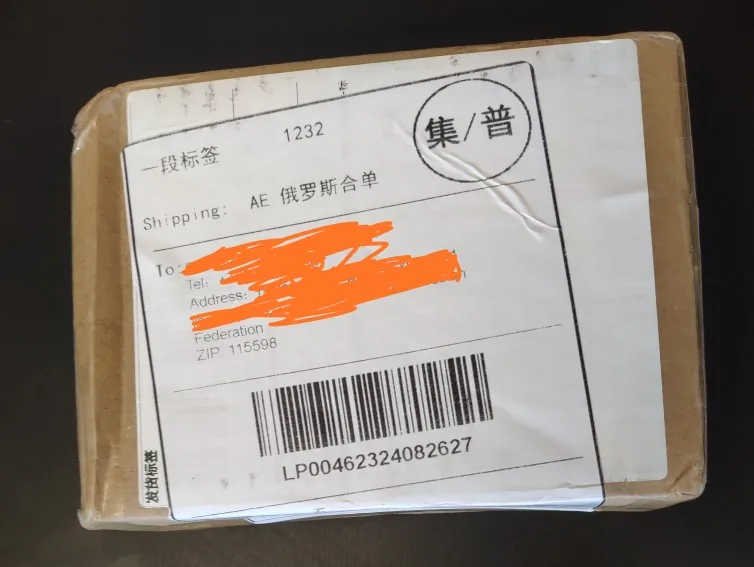 1232
集/普
一段标签
Shipping: AE 俄罗斯合单
To:
Tel:
Address:
Federation
ZIP 115598
LP00462324082627
发货标签